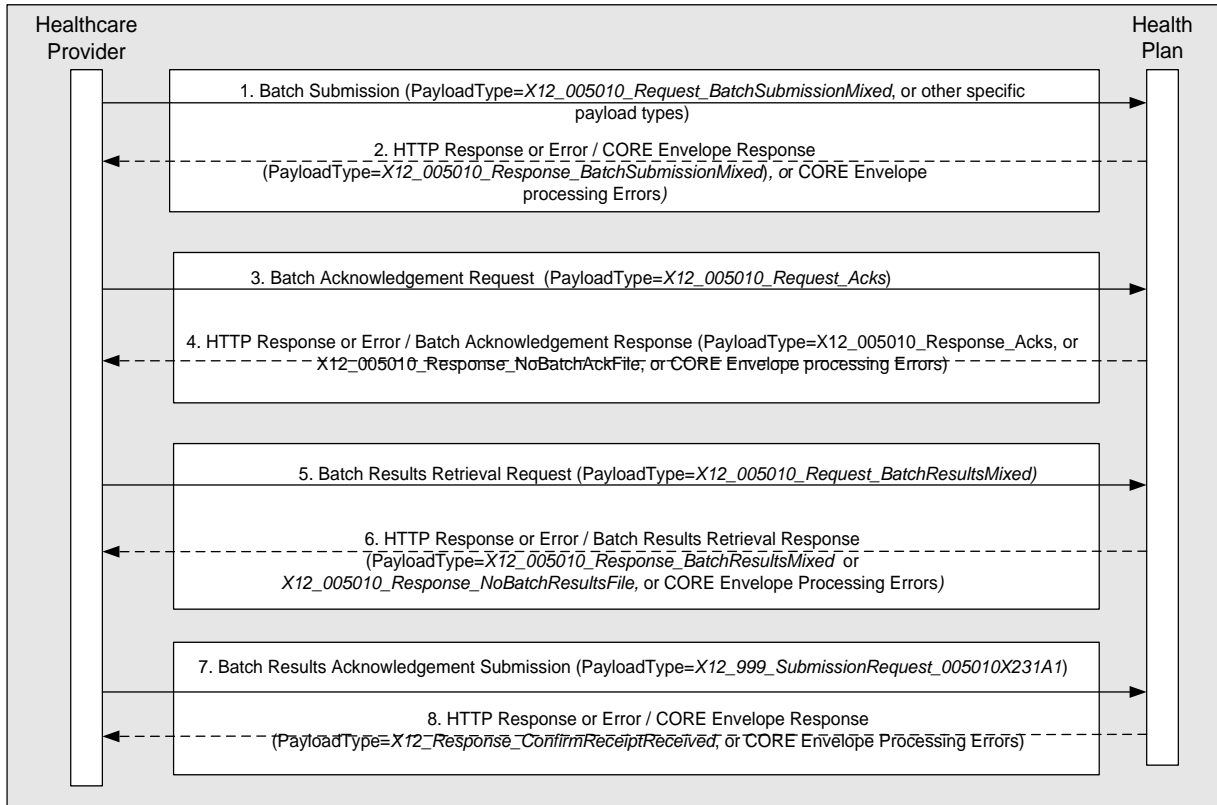 Healthcare
Provider
Health
Plan
1. Batch Submission (PayloadType=X12_005010_Request_BatchSubmissionMixed, or other specific
payload types)
2. HTTP Response or Error / CORE Envelope Response
(PayloadType=X12_005010_Response_BatchSubmissionMixed), or CORE Envelope
processing Errors)
3. Batch Acknowledgement Request (PayloadType=X12_005010_Request_Acks)
4. HTTP Response or Error / Batch Acknowledgement Response (PayloadType=X12_005010_Response_Acks, or
X12_005010_Response_NoBatchAckFile, or CORE Envelope processing Errors)
5. Batch Results Retrieval Request (PayloadType=X12_005010_Request_BatchResultsMixed)
6. HTTP Response or Error / Batch Results Retrieval Response
(PayloadType=X12_005010_Response_BatchResultsMixed or
X12_005010_Response_NoBatchResultsFile, or CORE Envelope Processing Errors)
7. Batch Results Acknowledgement Submission (PayloadType=X12_999_SubmissionRequest_005010X231A1)
8. HTTP Response or Error / CORE Envelope Response
(PayloadType=X12_Response_ConfirmReceiptReceived, or CORE Envelope Processing Errors)